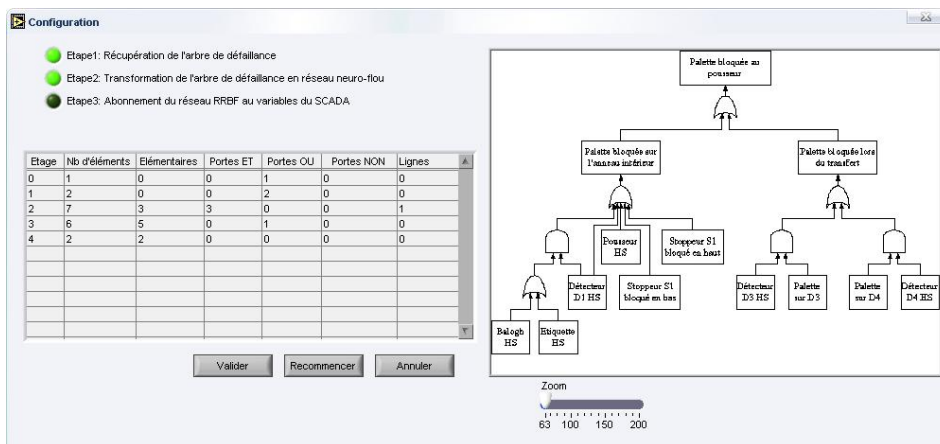 Configuration
Etape1: Récupération de l'arbre de défaillance
Etape2: Transformation de l'arbre de défaillance en réseau neuro-flou
Etape3: Abonnement du réseau RRBF au variables du SCADA
Etage Nb d'éléments Elémentaires Portes ET Portes OU Portes NON Lignes
0 1 0 0 1 0 0
1 2 0 0 2 0 0
2 7 3 3 0 0 1
3 6 5 0 1 0 0
4 2 2 0 0 0 0
Valider Recommencer Annuler
Palette bloquée au
pousseur
Palette bloquée sur
l'anneau intérieur
Palette bloquée lors
du transfert
Pousseur
HS
Stoppeur S1
bloqué en haut
Détecteur
D1 HS
Stoppeur S1
bloqué en bas
Détecteur
D3 HS
Palette
sur D3
Palette
sur D4
Détecteur
D4 HS
Balogh
HS
Etiquette
HS
Zoom
63 100 150 200